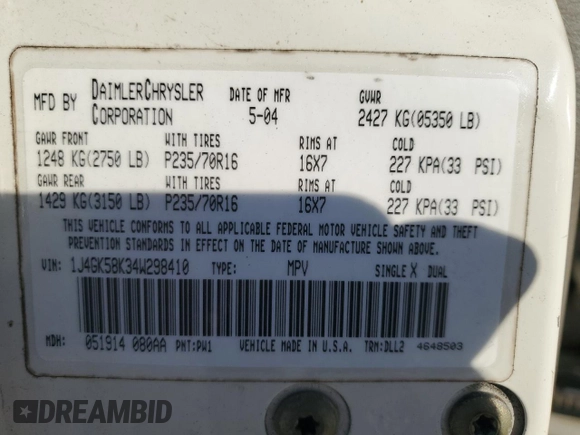 MFD BY DAIMLERCHRYSLER CORPORATION DATE OF MFR 5-04 GVWR 2427 KG(05350 LB)
GAWR FRONT WITH TIRES RIMS AT COLD
1248 KG(2750 LB) P235/70R16 16X7 227 KPA(33 PSI)
GAWR REAR WITH TIRES RIMS AT COLD
1429 KG(3150 LB) P235/70R16 16X7 227 KPA(33 PSI)
THIS VEHICLE CONFORMS TO ALL APPLICABLE FEDERAL MOTOR VEHICLE SAFETY AND THEFT
PREVENTION STANDARDS IN EFFECT ON THE DATE OF MANUFACTURE SHOWN ABOVE.
VIN: 1J4GK58K34W298410 TYPE: MPV SINGLE X DUAL
MDH: 051914 080AA PNT:PW1 VEHICLE MADE IN U.S.A. TRM:DLL2 4648503
DREAMBID